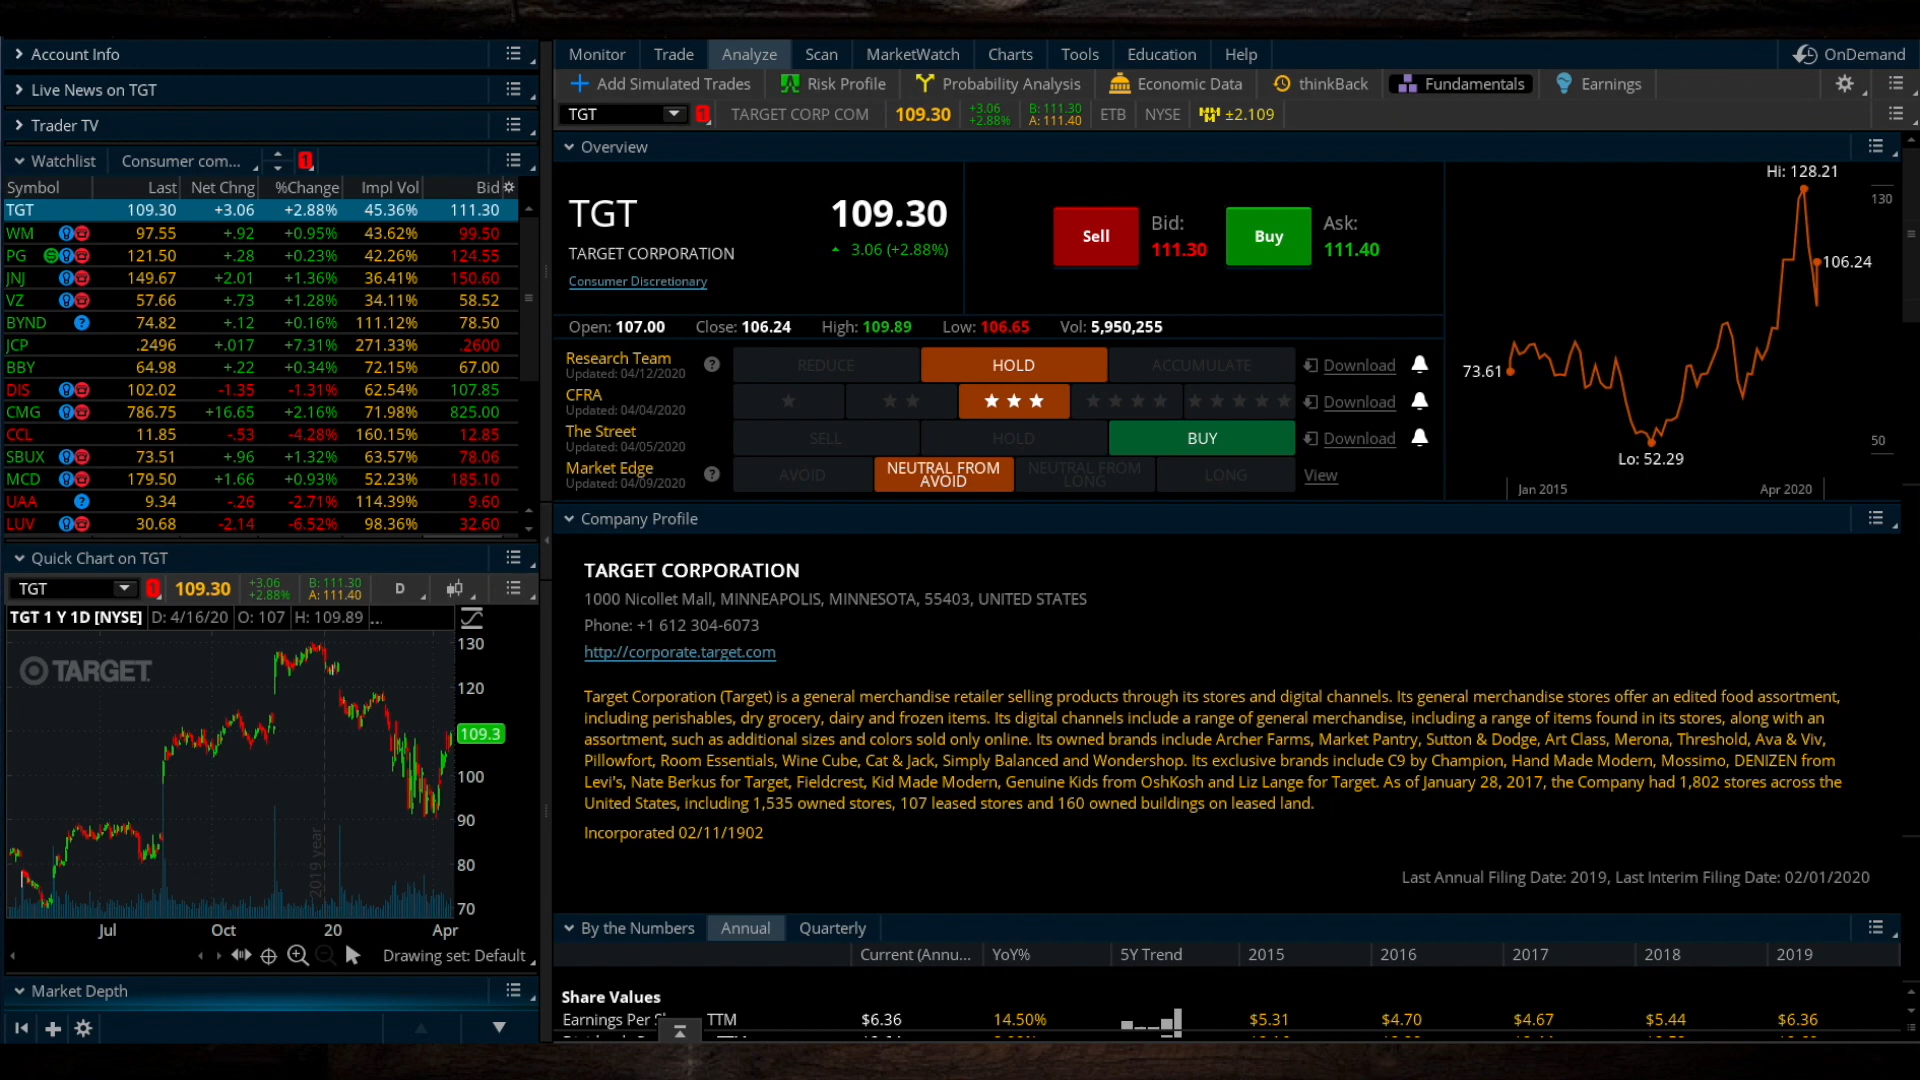 Account Info
Live News on TGT
Trader TV
Watchlist Consumer com... 1
Symbol Last Net Chng %Change Impl Vol Bid
TGT 109.30 +3.06 +2.88% 45.36% 111.30
WM 97.55 +.92 +0.95% 43.62% 99.50
PG 121.50 +.28 +0.23% 42.26% 124.55
JNJ 149.67 +2.01 +1.36% 36.41% 150.60
VZ 57.66 +.73 +1.28% 34.11% 58.52
BYND 74.82 +.12 +0.16% 111.12% 78.50
JCP .2496 +.017 +7.31% 271.33% .2600
BBY 64.98 +.22 +0.34% 72.15% 67.00
DIS 102.02 -1.35 -1.31% 62.54% 107.85
CMG 786.75 +16.65 +2.16% 71.98% 825.00
CCL 11.85 -.53 -4.28% 160.15% 12.85
SBUX 73.51 +.96 +1.32% 63.57% 78.06
MCD 179.50 +1.66 +0.93% 52.23% 185.10
UAA 9.34 -.26 -2.71% 114.39% 9.60
LUV 30.68 -2.14 -6.52% 98.36% 32.60
Quick Chart on TGT
TGT 1 109.30 +3.06 +2.88% B: 111.30 A: 111.40 D
TGT 1 Y 1D [NYSE] D: 4/16/20 O: 107 H: 109.89 ...
TARGET
130
120
109.3
100
90
80
70
2019 year
Jul Oct 20 Apr
Drawing set: Default
Market Depth
Monitor Trade Analyze Scan MarketWatch Charts Tools Education Help OnDemand
Add Simulated Trades Risk Profile Probability Analysis Economic Data thinkBack Fundamentals Earnings
TGT 1 TARGET CORP COM 109.30 +3.06 +2.88% B: 111.30 A: 111.40 ETB NYSE ±2.109
Overview
TGT 109.30
TARGET CORPORATION 3.06 (+2.88%)
Consumer Discretionary
Sell Bid: 111.30 Buy Ask: 111.40
Open: 107.00 Close: 106.24 High: 109.89 Low: 106.65 Vol: 5,950,255
Research Team REDUCE HOLD ACCUMULATE Download
Updated: 04/12/2020
CFRA Download
Updated: 04/04/2020
The Street SELL HOLD BUY Download
Updated: 04/05/2020
Market Edge AVOID NEUTRAL FROM AVOID NEUTRAL FROM LONG LONG View
Updated: 04/09/2020
Hi: 128.21
130
106.24
73.61
50
Lo: 52.29
Jan 2015 Apr 2020
Company Profile
TARGET CORPORATION
1000 Nicollet Mall, MINNEAPOLIS, MINNESOTA, 55403, UNITED STATES
Phone: +1 612 304-6073
http://corporate.target.com
Target Corporation (Target) is a general merchandise retailer selling products through its stores and digital channels. Its general merchandise stores offer an edited food assortment,
including perishables, dry grocery, dairy and frozen items. Its digital channels include a range of general merchandise, including a range of items found in its stores, along with an
assortment, such as additional sizes and colors sold only online. Its owned brands include Archer Farms, Market Pantry, Sutton & Dodge, Art Class, Merona, Threshold, Ava & Viv,
Pillowfort, Room Essentials, Wine Cube, Cat & Jack, Simply Balanced and Wondershop. Its exclusive brands include C9 by Champion, Hand Made Modern, Mossimo, DENIZEN from
Levi's, Nate Berkus for Target, Fieldcrest, Kid Made Modern, Genuine Kids from OshKosh and Liz Lange for Target. As of January 28, 2017, the Company had 1,802 stores across the
United States, including 1,535 owned stores, 107 leased stores and 160 owned buildings on leased land.
Incorporated 02/11/1902
Last Annual Filing Date: 2019, Last Interim Filing Date: 02/01/2020
By the Numbers Annual Quarterly
Current (Annu... YoY% 5Y Trend 2015 2016 2017 2018 2019
Share Values
Earnings Per TTM $6.36 14.50% $5.31 $4.70 $4.67 $5.44 $6.36